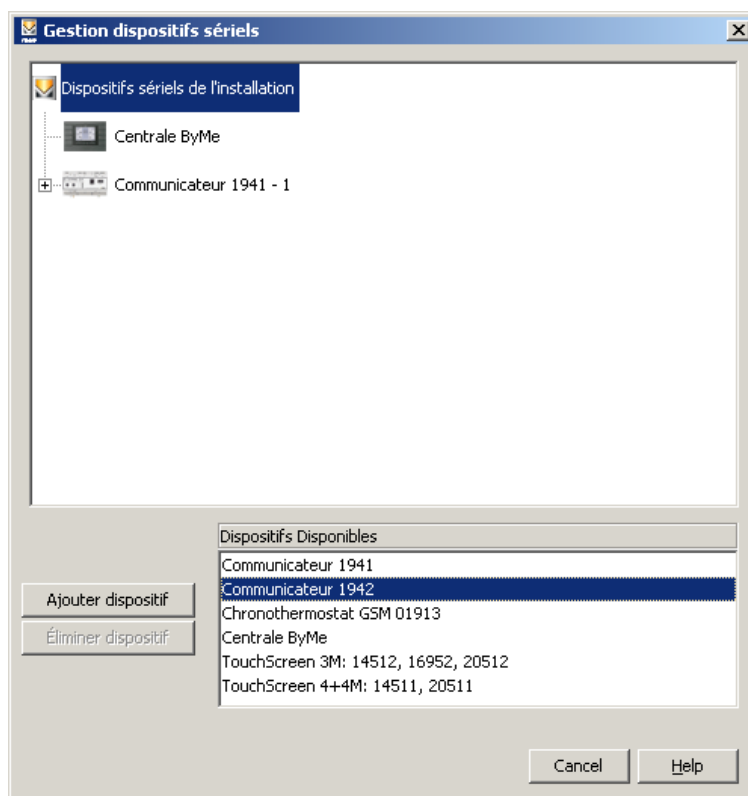 Gestion dispositifs sériels
Dispositifs sériels de l'installation
Centrale ByMe
Communicateur 1941 - 1
Dispositifs Disponibles
Communicateur 1941
Communicateur 1942
Chronothermostat GSM 01913
Centrale ByMe
TouchScreen 3M: 14512, 16952, 20512
TouchScreen 4+4M: 14511, 20511
Ajouter dispositif
Éliminer dispositif
Cancel
Help